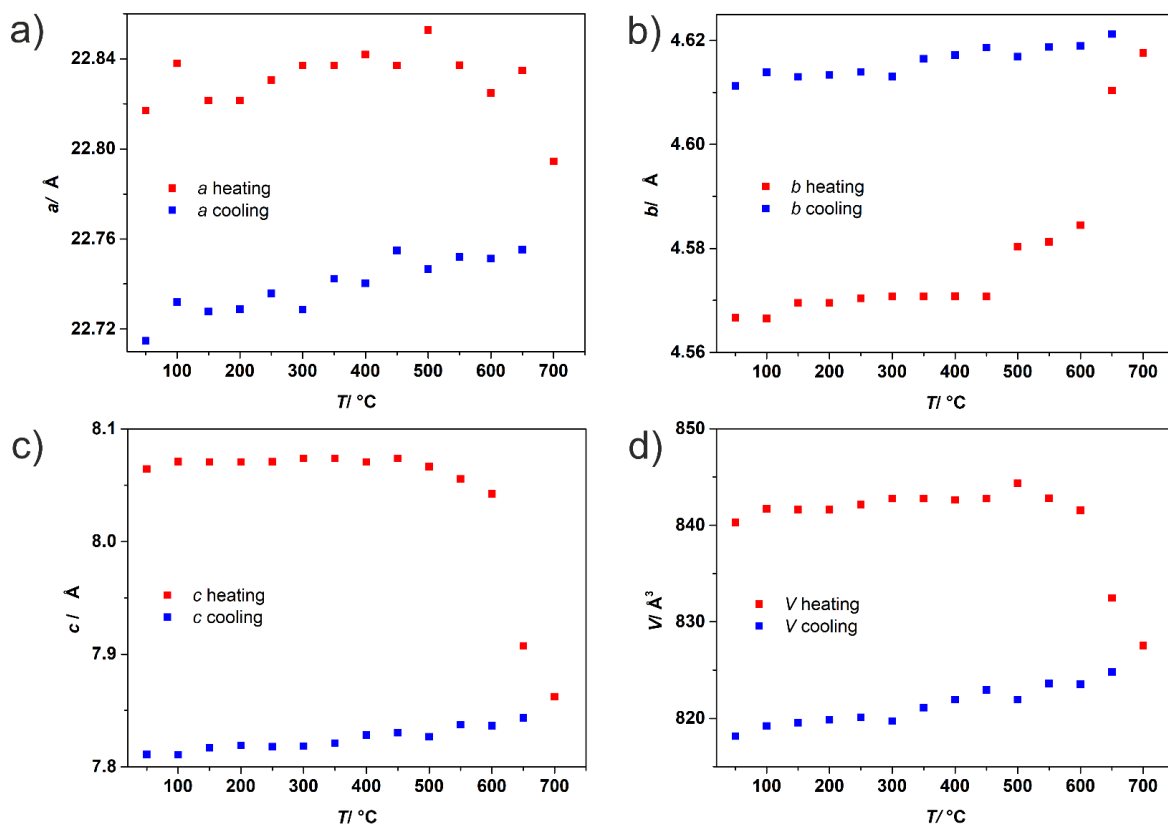 a)
22.84
22.80
22.76
22.72
a/ Å
a heating
a cooling
100 200 300 400 500 600 700
T/ °C
b)
4.62
4.60
4.58
4.56
b/ Å
b heating
b cooling
100 200 300 400 500 600 700
T/ °C
c)
8.1
8.0
7.9
7.8
c / Å
c heating
c cooling
100 200 300 400 500 600 700
T/ °C
d)
850
840
830
820
V/ Å³
V heating
V cooling
100 200 300 400 500 600 700
T/ °C